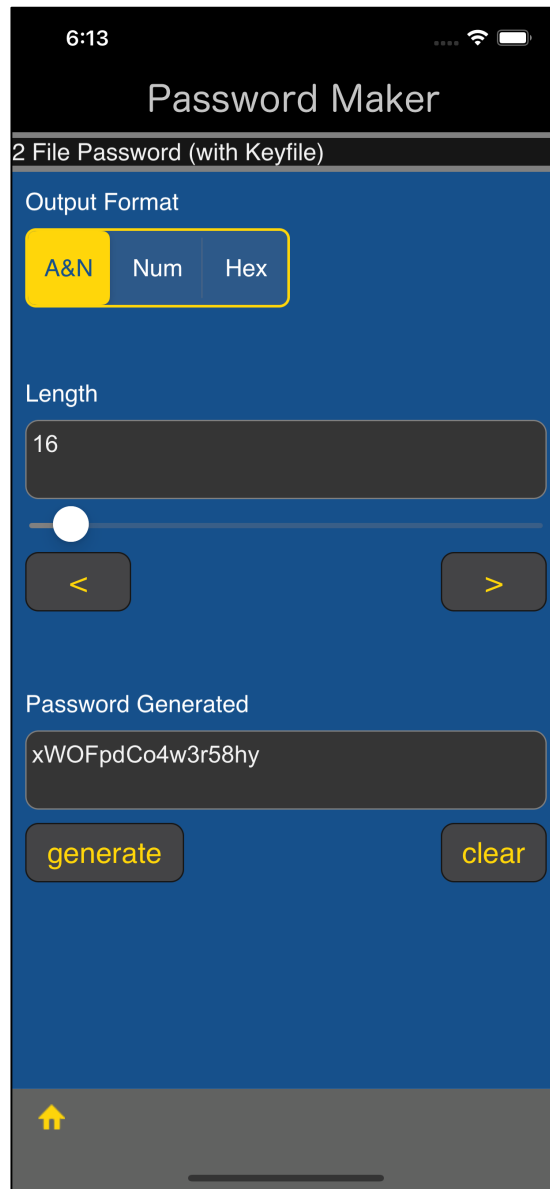 6:13
Password Maker
2 File Password (with Keyfile)
Output Format
A&N Num Hex
Length
16
< >
Password Generated
xWOFpdCo4w3r58hy
generate clear